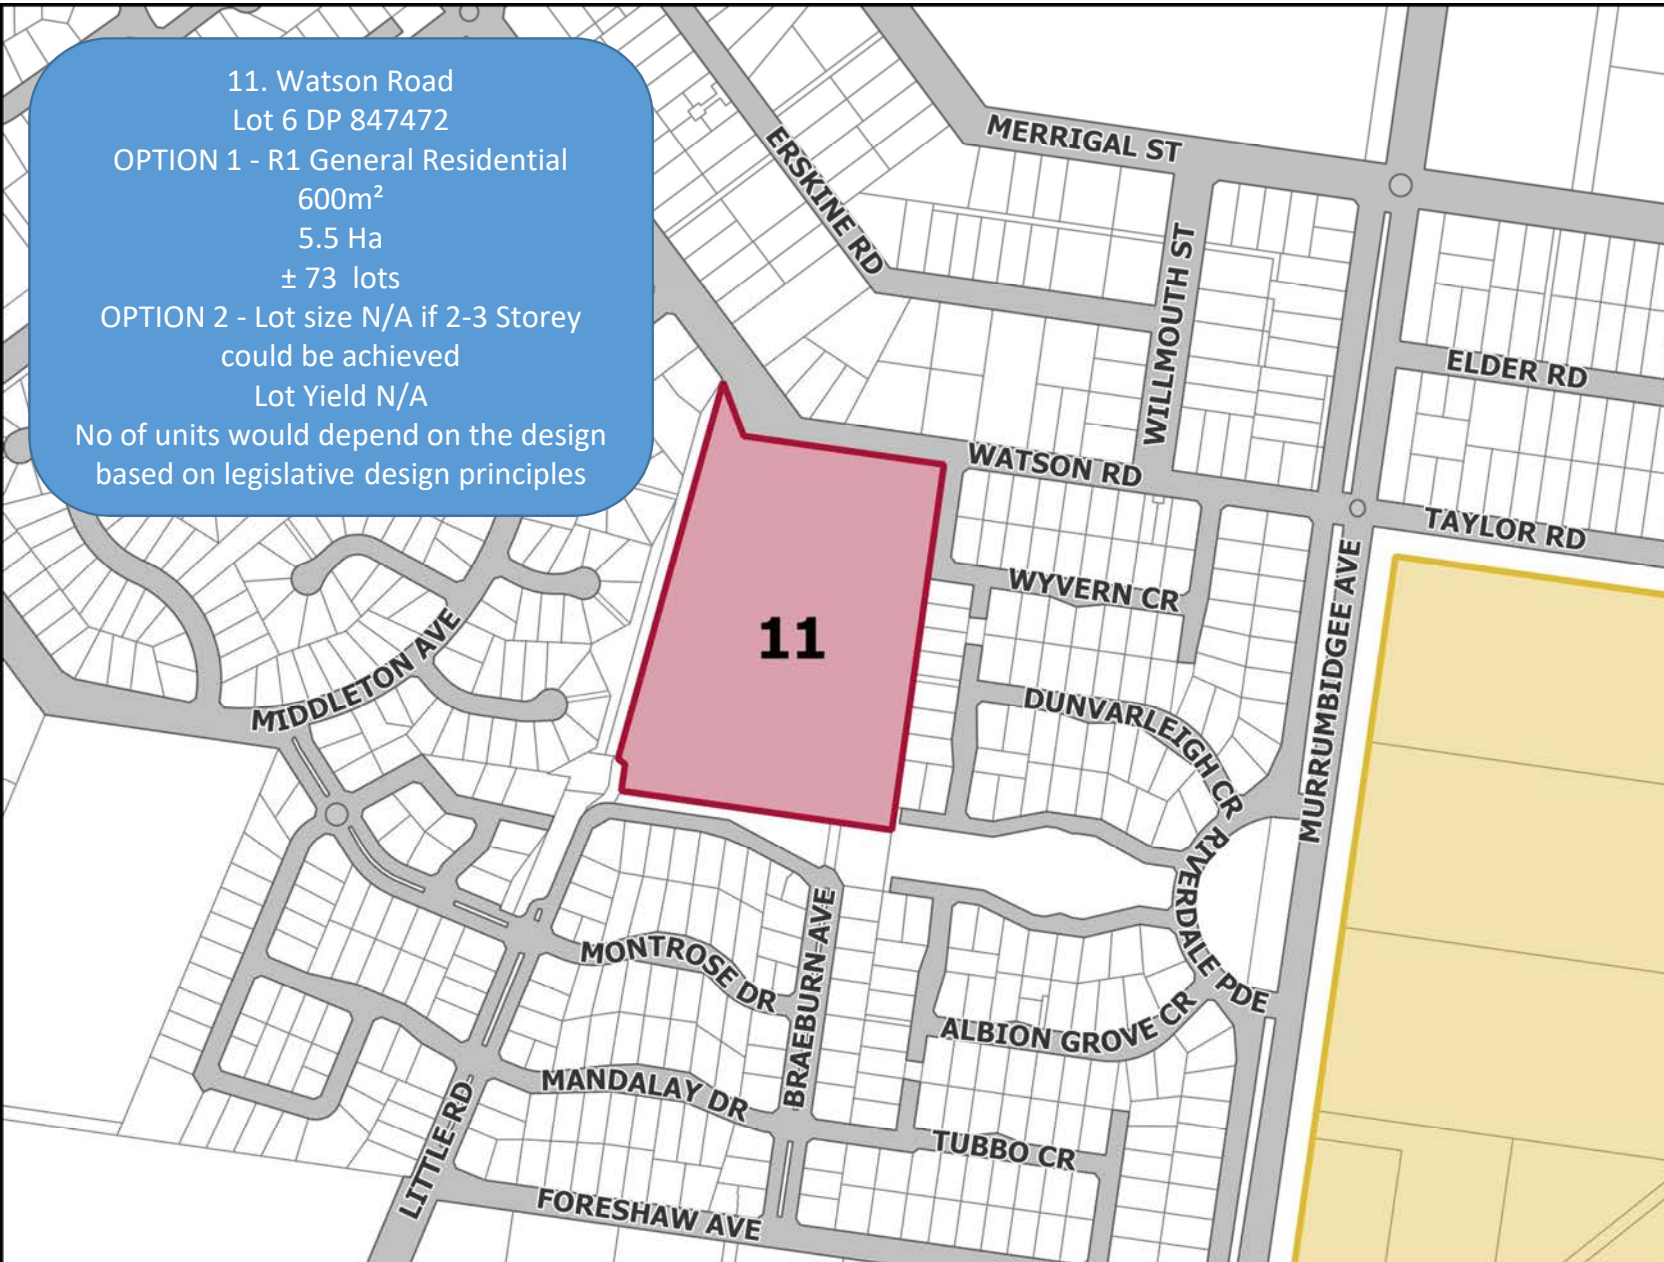 11. Watson Road
Lot 6 DP 847472
OPTION 1 - R1 General Residential
600m²
5.5 Ha
± 73 lots
OPTION 2 - Lot size N/A if 2-3 Storey
could be achieved
Lot Yield N/A
No of units would depend on the design
based on legislative design principles
MERRIGAL ST
ERSKINE RD
WILLMOUTH ST
ELDER RD
WATSON RD
TAYLOR RD
WYVERN CR
MURRUMBIDGEE AVE
11
MIDDLETON AVE
DUNVARLEIGH CR
RIVERDALE PDE
BRAEBURN AVE
MONTROSE DR
ALBION GROVE CR
MANDALAY DR
LITTLE RD
TUBBO CR
FORESHAW AVE